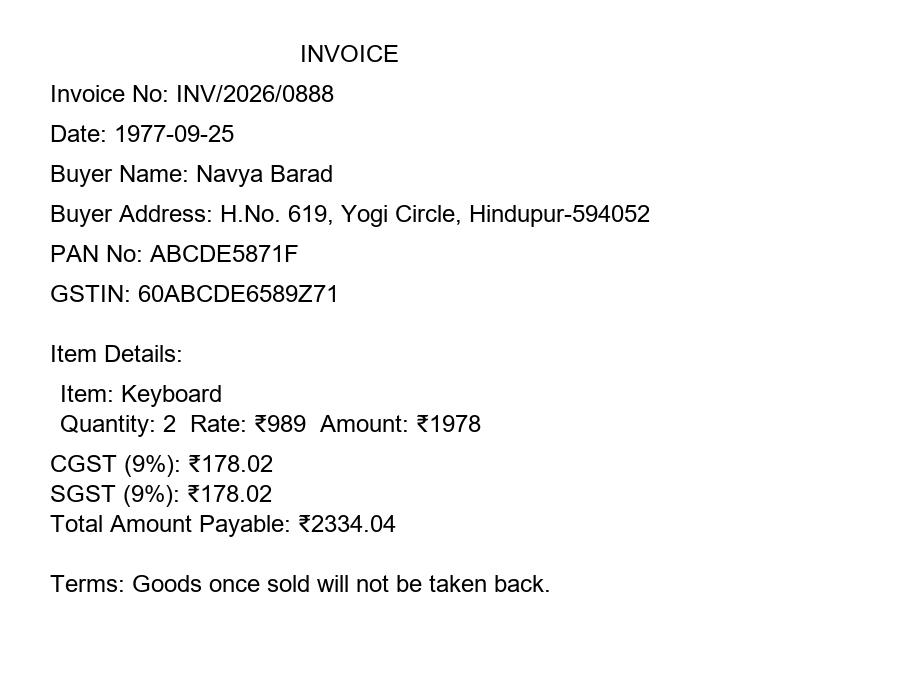 INVOICE
Invoice No: INV/2026/0888
Date: 1977-09-25
Buyer Name: Navya Barad
Buyer Address: H.No. 619, Yogi Circle, Hindupur-594052
PAN No: ABCDE5871F
GSTIN: 60ABCDE6589Z71
Item Details:
Item: Keyboard
Quantity: 2  Rate: ₹989  Amount: ₹1978
CGST (9%): ₹178.02
SGST (9%): ₹178.02
Total Amount Payable: ₹2334.04
Terms: Goods once sold will not be taken back.